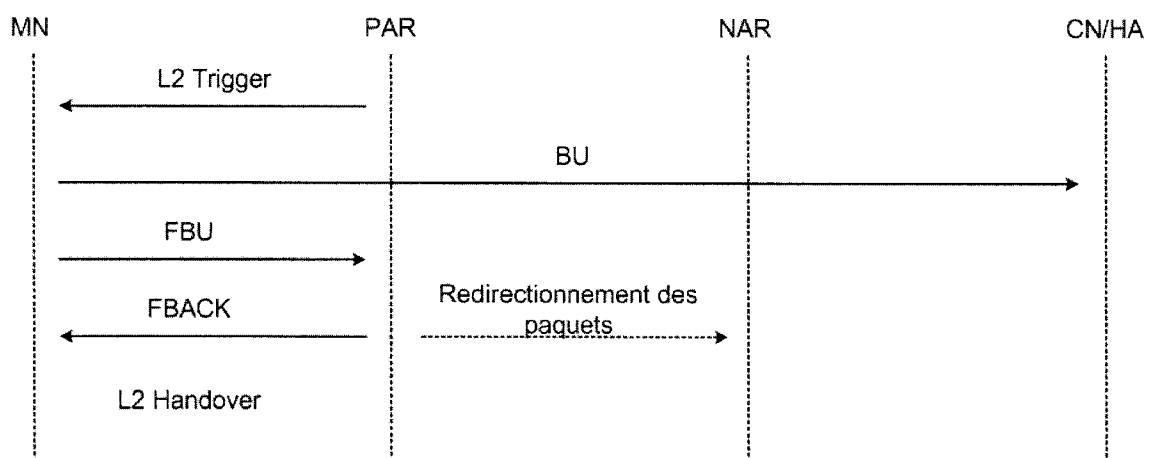 MN
PAR
NAR
CN/HA
L2 Trigger
BU
FBU
FBACK
Redirectionnement des
paquets
L2 Handover